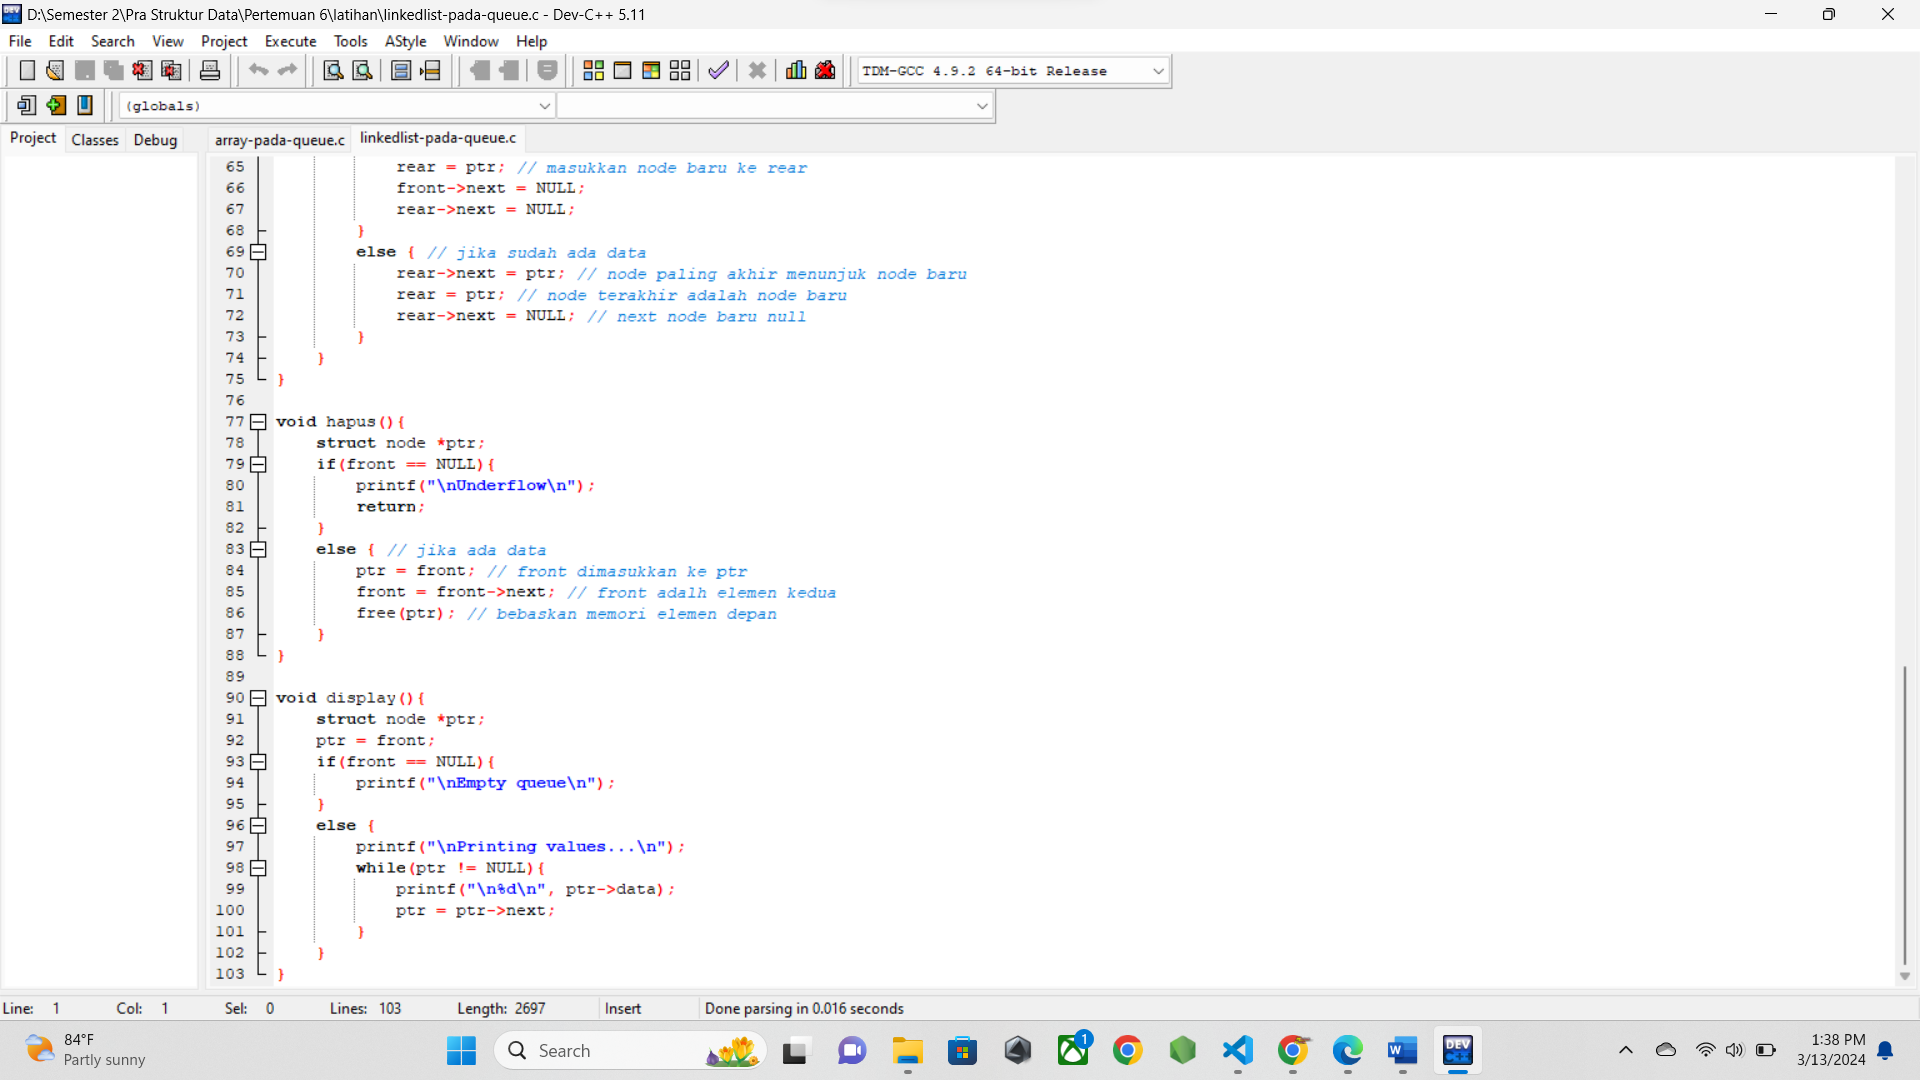 D:\Semester 2\Pra Struktur Data\Pertemuan 6\latihan\linkedlist-pada-queue.c - Dev-C++ 5.11
File Edit Search View Project Execute Tools AStyle Window Help
TDM-GCC 4.9.2 64-bit Release
(globals)
Project Classes Debug array-pada-queue.c linkedlist-pada-queue.c
65 rear = ptr; // masukkan node baru ke rear
66 front->next = NULL;
67 rear->next = NULL;
68 }
69 else { // jika sudah ada data
70 rear->next = ptr; // node paling akhir menunjuk node baru
71 rear = ptr; // node terakhir adalah node baru
72 rear->next = NULL; // next node baru null
73 }
74 }
75 }
76
77 void hapus(){
78 struct node *ptr;
79 if(front == NULL){
80 printf("\nUnderflow\n");
81 return;
82 }
83 else { // jika ada data
84 ptr = front; // front dimasukkan ke ptr
85 front = front->next; // front adalh elemen kedua
86 free(ptr); // bebaskan memori elemen depan
87 }
88 }
89
90 void display(){
91 struct node *ptr;
92 ptr = front;
93 if(front == NULL){
94 printf("\nEmpty queue\n");
95 }
96 else {
97 printf("\nPrinting values...\n");
98 while(ptr != NULL){
99 printf("\n%d\n", ptr->data);
100 ptr = ptr->next;
101 }
102 }
103 }
Line: 1 Col: 1 Sel: 0 Lines: 103 Length: 2697 Insert Done parsing in 0.016 seconds
84°F
Partly sunny
Search
1
W
DEV
C++
1:38 PM
3/13/2024